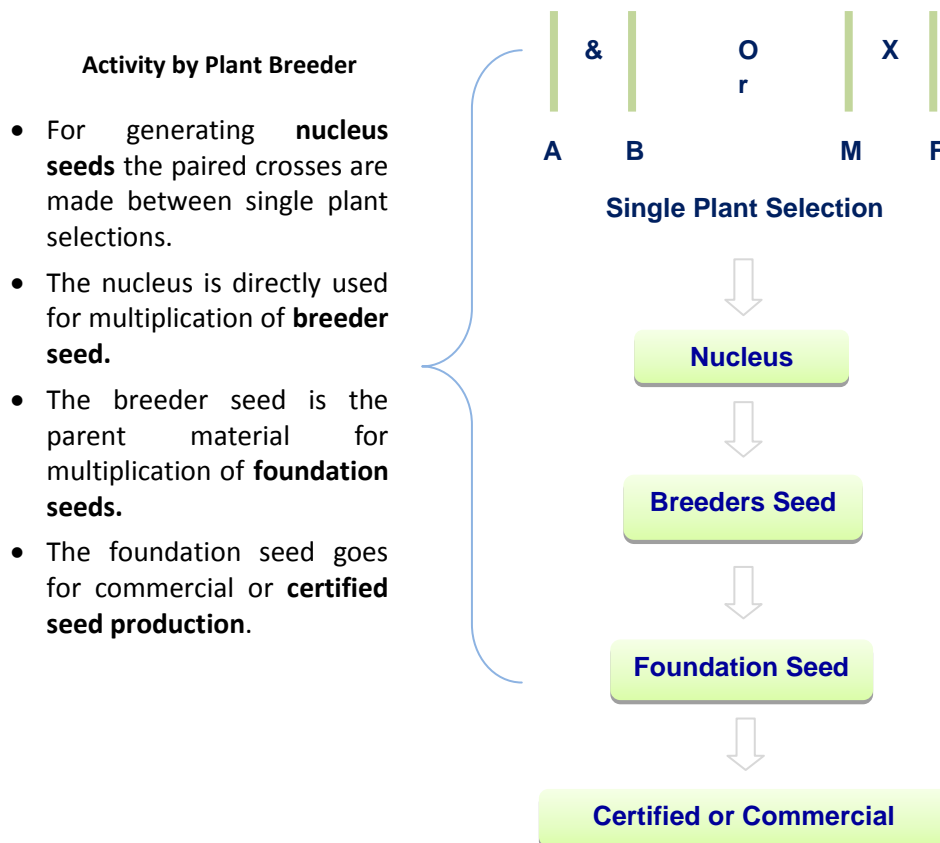 Activity by Plant Breeder
• For generating nucleus
seeds the paired crosses are
made between single plant
selections.
• The nucleus is directly used
for multiplication of breeder
seed.
• The breeder seed is the
parent material for
multiplication of foundation
seeds.
• The foundation seed goes
for commercial or certified
seed production.
& O X
r
A B M F
Single Plant Selection
Nucleus
Breeders Seed
Foundation Seed
Certified or Commercial